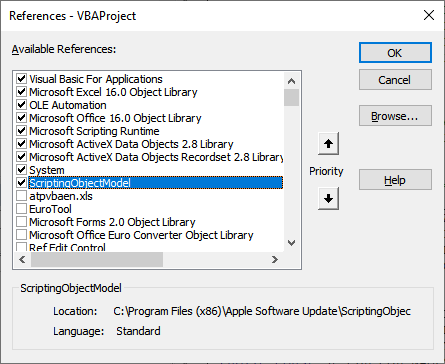 References - VBAProject
Available References:
Visual Basic For Applications
Microsoft Excel 16.0 Object Library
OLE Automation
Microsoft Office 16.0 Object Library
Microsoft Scripting Runtime
Microsoft ActiveX Data Objects 2.8 Library
Microsoft ActiveX Data Objects Recordset 2.8 Library
System
ScriptingObjectModel
atpvbaen.xls
EuroTool
Microsoft Forms 2.0 Object Library
Microsoft Office Euro Converter Object Library
Ref Edit Control
OK
Cancel
Browse...
Priority
Help
ScriptingObjectModel
Location: C:\Program Files (x86)\Apple Software Update\ScriptingObjec
Language: Standard